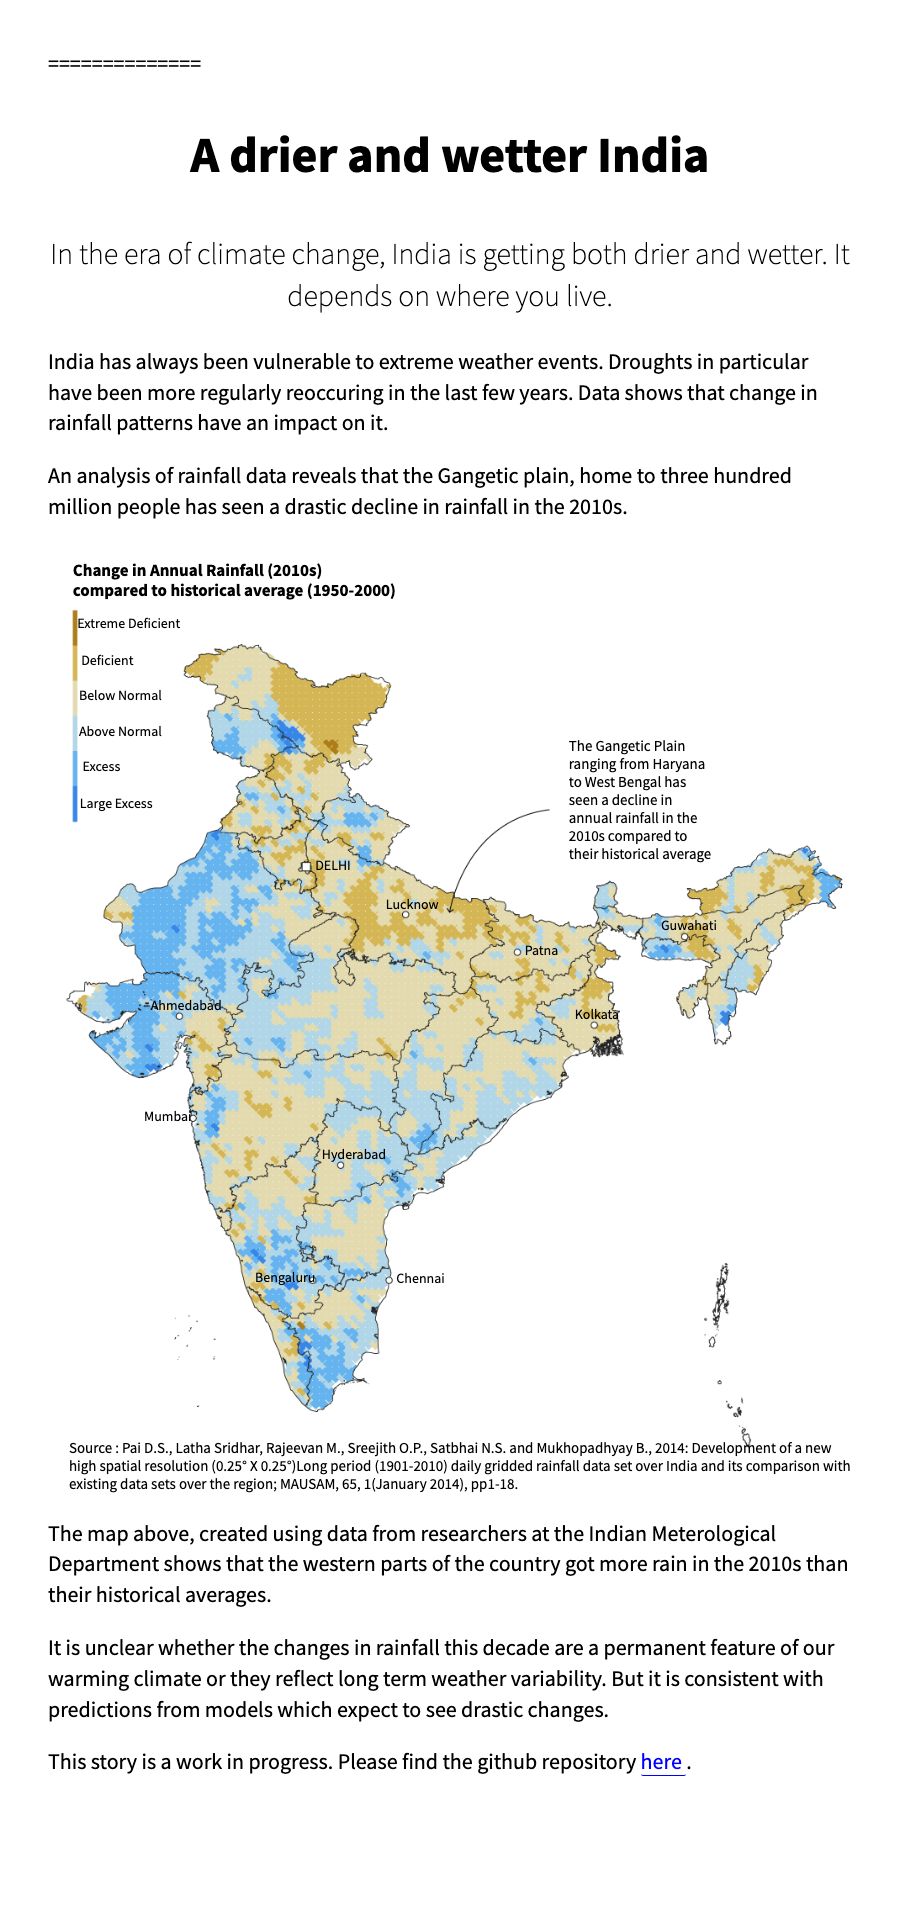 ==============
A drier and wetter India
In the era of climate change, India is getting both drier and wetter. It
depends on where you live.
India has always been vulnerable to extreme weather events. Droughts in particular
have been more regularly reoccuring in the last few years. Data shows that change in
rainfall patterns have an impact on it.
An analysis of rainfall data reveals that the Gangetic plain, home to three hundred
million people has seen a drastic decline in rainfall in the 2010s.
Change in Annual Rainfall (2010s)
compared to historical average (1950-2000)
Extreme Deficient
Deficient
Below Normal
Above Normal
Excess
Large Excess
The Gangetic Plain
ranging from Haryana
to West Bengal has
seen a decline in
annual rainfall in the
2010s compared to
their historical average
DELHI
Lucknow
Guwahati
Patna
Ahmedabad
Kolkata
Mumbai
Hyderabad
Bengaluru
Chennai
Source : Pai D.S., Latha Sridhar, Rajeevan M., Sreejith O.P., Satbhai N.S. and Mukhopadhyay B., 2014: Development of a new
high spatial resolution (0.25° X 0.25°)Long period (1901-2010) daily gridded rainfall data set over India and its comparison with
existing data sets over the region; MAUSAM, 65, 1(January 2014), pp1-18.
The map above, created using data from researchers at the Indian Meterological
Department shows that the western parts of the country got more rain in the 2010s than
their historical averages.
It is unclear whether the changes in rainfall this decade are a permanent feature of our
warming climate or they reflect long term weather variability. But it is consistent with
predictions from models which expect to see drastic changes.
This story is a work in progress. Please find the github repository here .